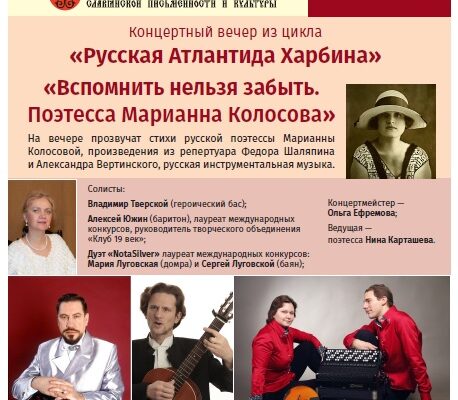 СЛАВЯНСКОЙ ПИСЬМЕННОСТИ И КУЛЬТУРЫ
Концертный вечер из цикла
«Русская Атлантида Харбина»
«Вспомнить нельзя забыть.
Поэтесса Марианна Колосова»
На вечере прозвучат стихи русской поэтессы Марианны
Колосовой, произведения из репертуара Федора Шаляпина
и Александра Вертинского, русская инструментальная музыка.
Солисты:
Владимир Тверской (героический бас);
Алексей Южин (баритон), лауреат международных
конкурсов, руководитель творческого объединения
«Клуб 19 век»;
Дуэт «NotaSilver» лауреат международных конкурсов:
Мария Луговская (домра) и Сергей Луговской (баян);
Концертмейстер —
Ольга Ефремова;
Ведущая —
поэтесса Нина Карташева.